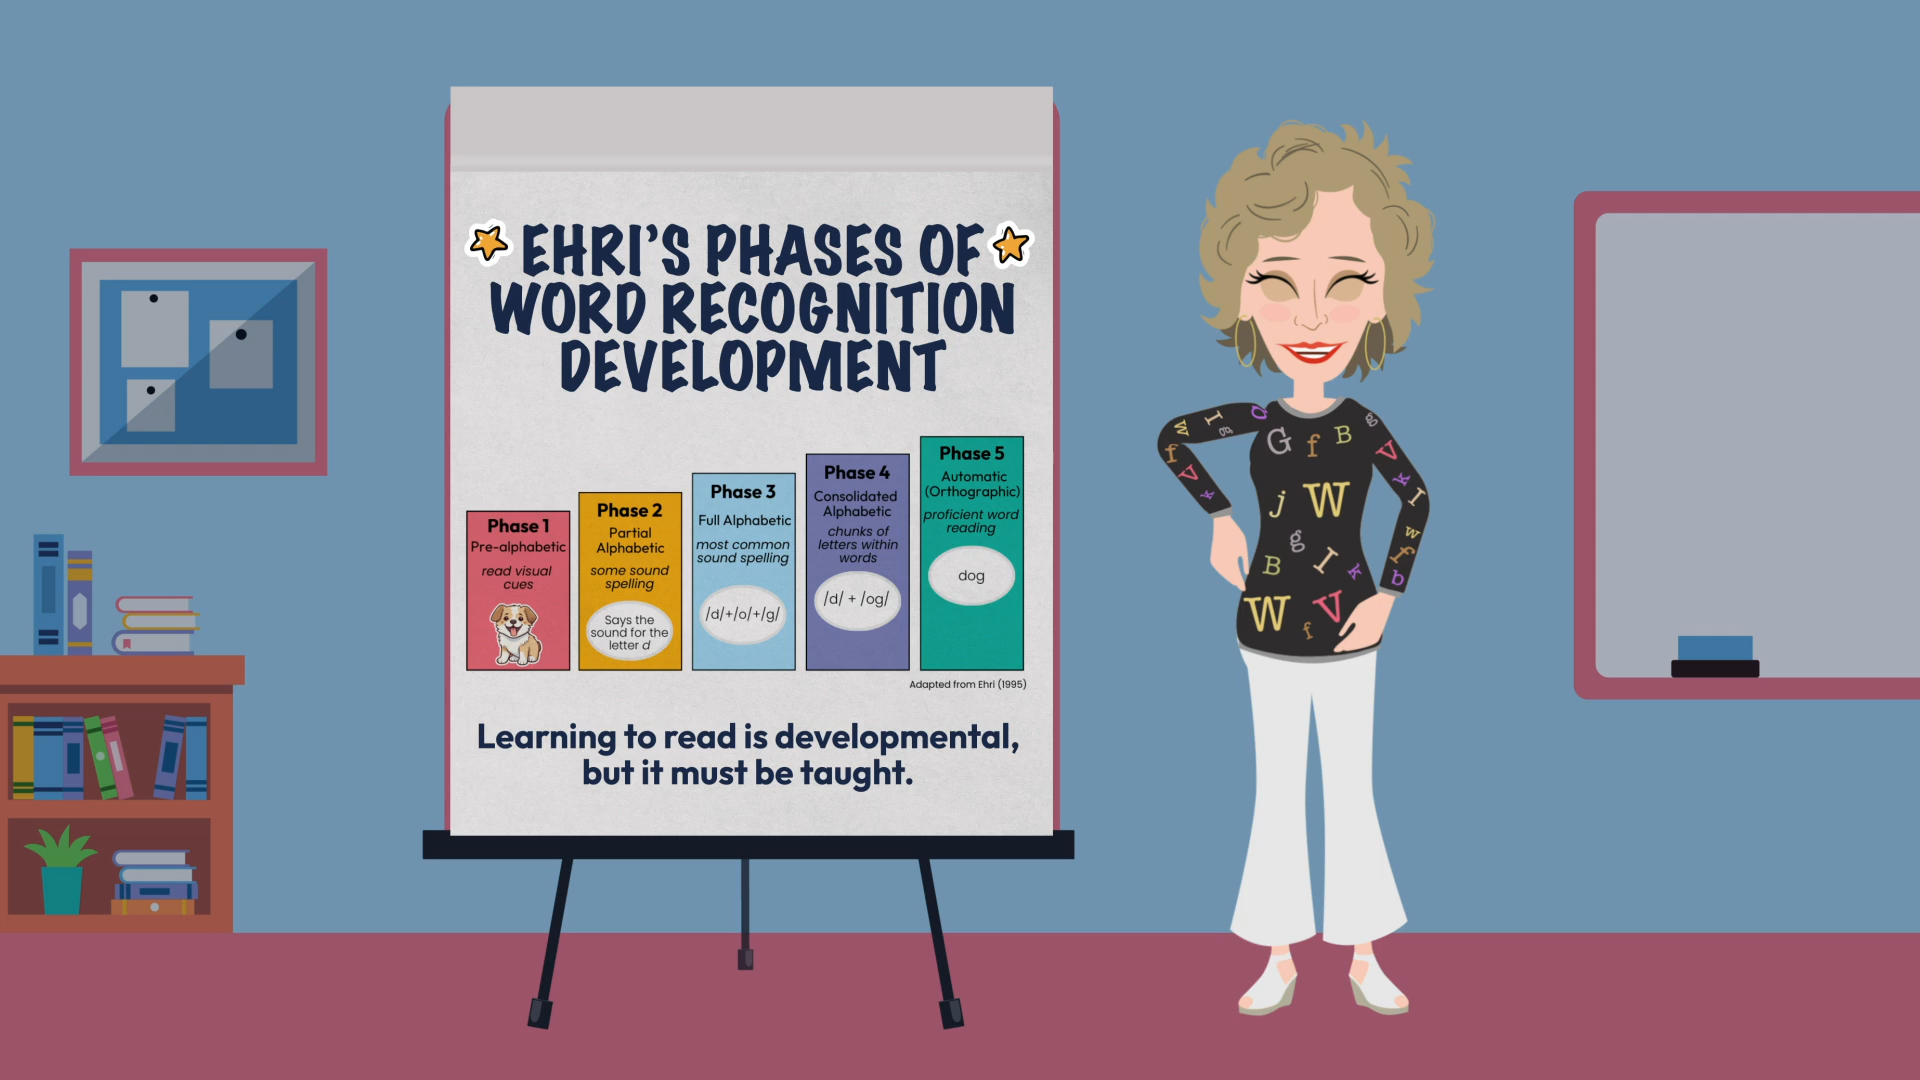 EHRI'S PHASES OF
WORD RECOGNITION
DEVELOPMENT
Phase 1
Pre-alphabetic
read visual
cues
Phase 2
Partial
Alphabetic
some sound
spelling
Says the
sound for the
letter d
Phase 3
Full Alphabetic
most common
sound spelling
/d/+/o/+/g/
Phase 4
Consolidated
Alphabetic
chunks of
letters within
words
/d/ + /og/
Phase 5
Automatic
(Orthographic)
proficient word
reading
dog
Adapted from Ehri (1995)
Learning to read is developmental,
but it must be taught.